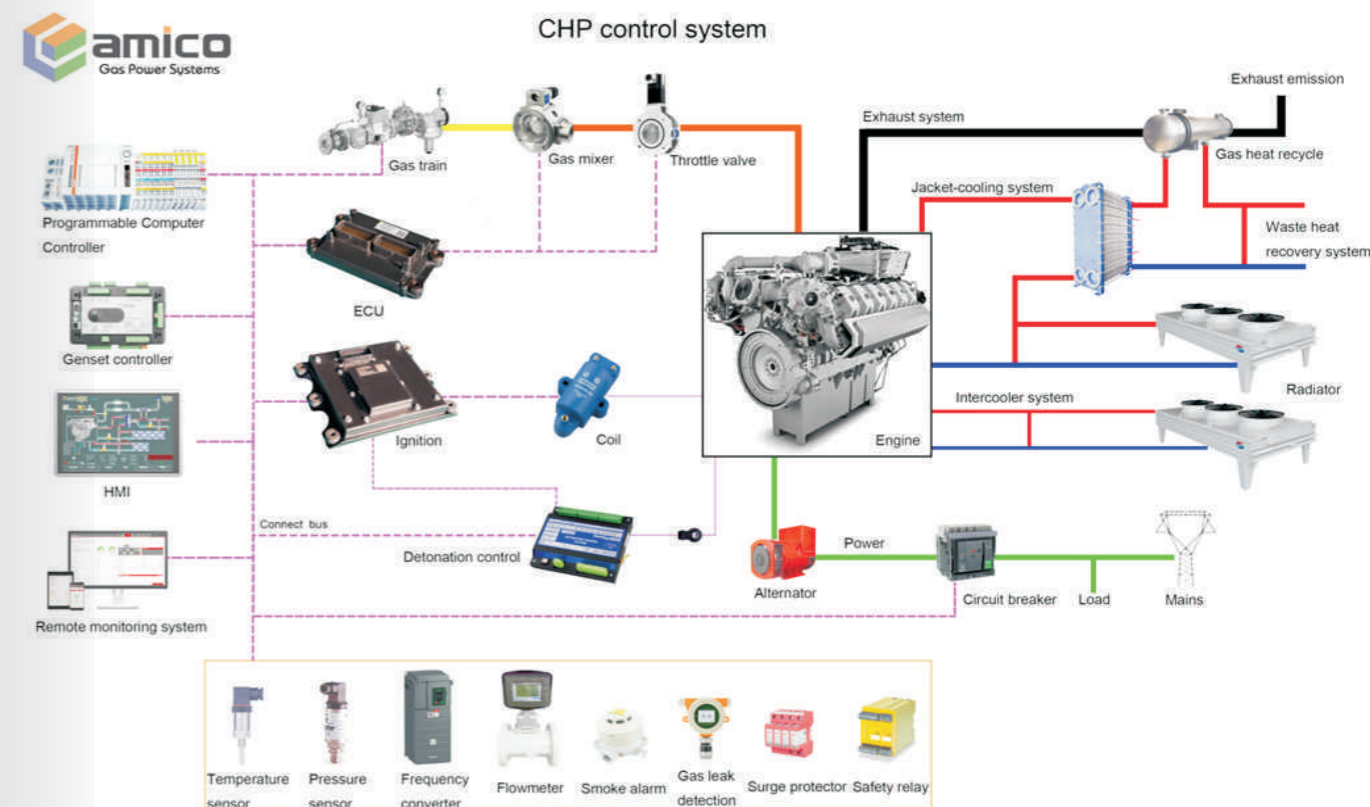 amico
Gas Power Systems
CHP control system
Exhaust emission
Exhaust system
Gas train
Gas mixer
Throttle valve
Gas heat recycle
Jacket-cooling system
Programmable Computer
Controller
Waste heat
recovery system
ECU
Genset controller
Radiator
Intercooler system
Ignition
Coil
Engine
HMI
Connect bus
Detonation control
Power
Alternator
Circuit breaker
Load
Mains
Remote monitoring system
Temperature
sensor
Pressure
sensor
Frequency
converter
Flowmeter
Smoke alarm
Gas leak
detection
Surge protector
Safety relay